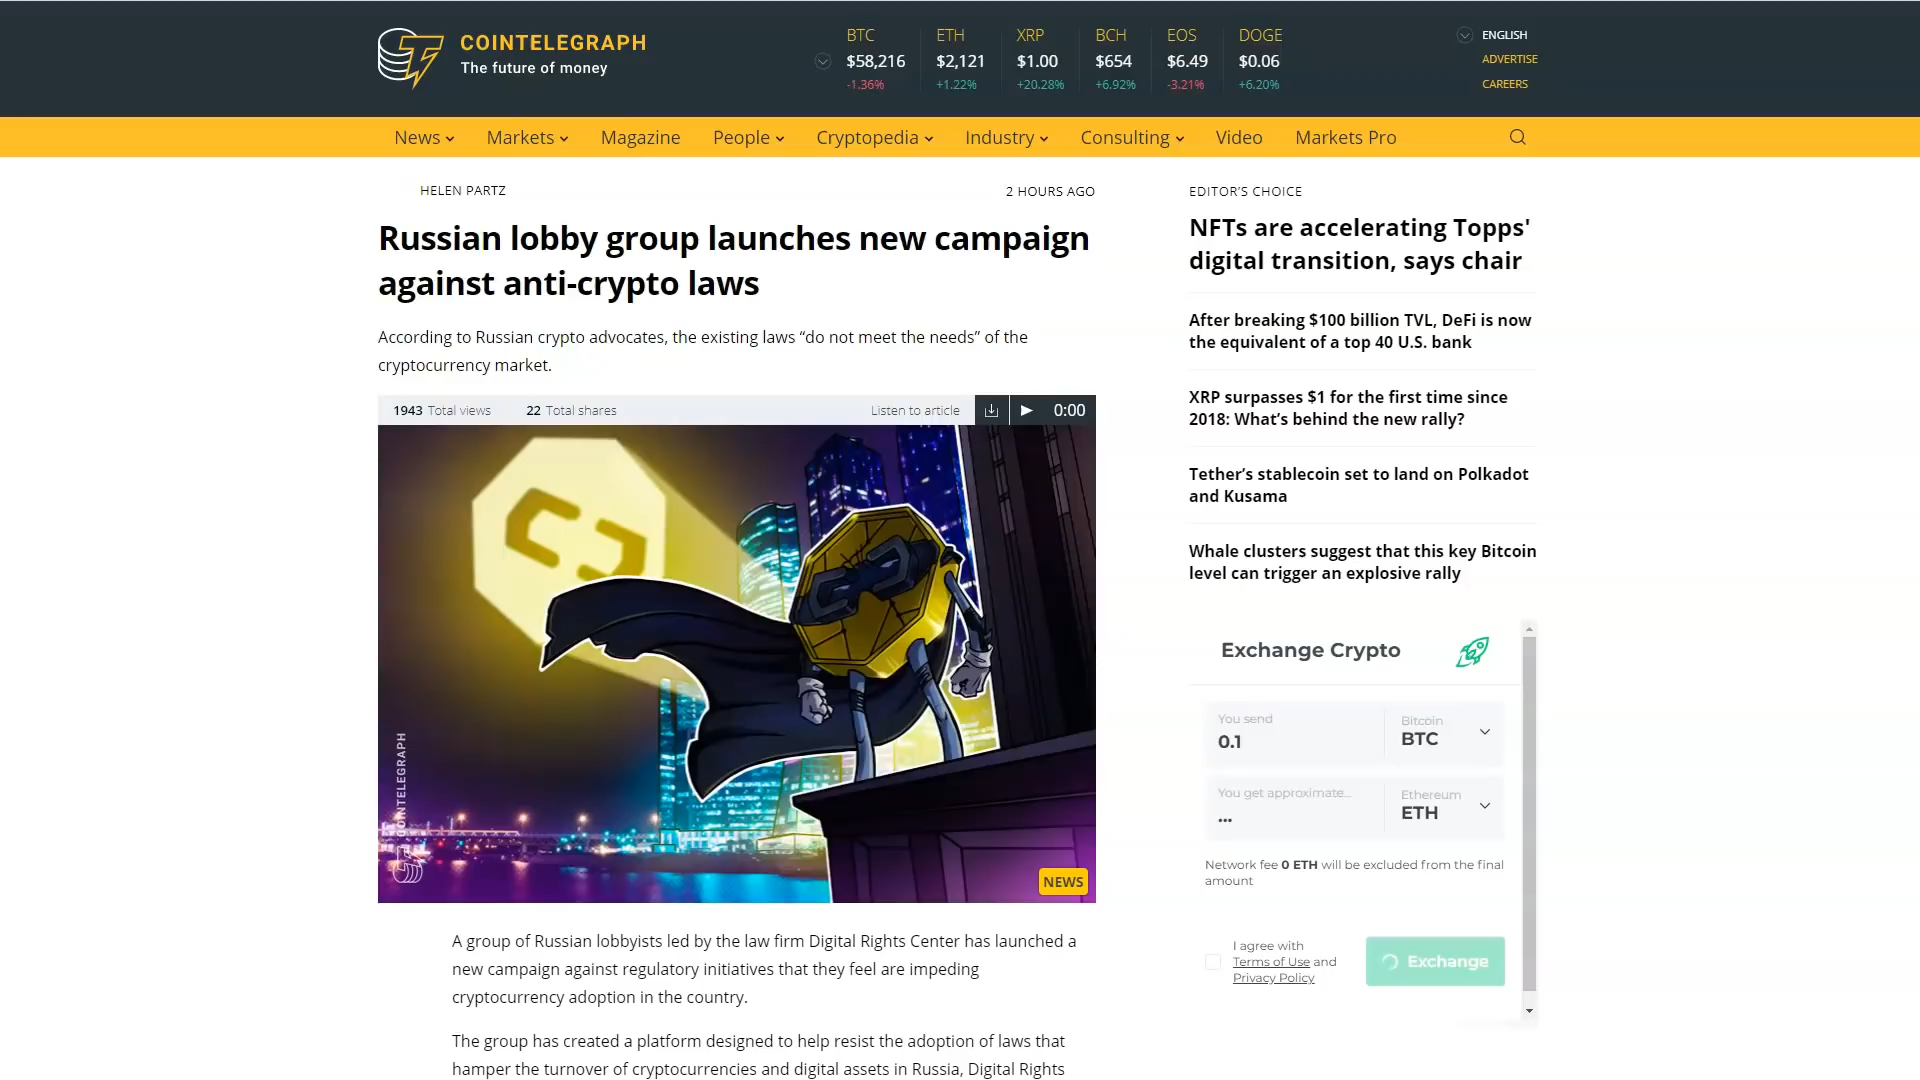 COINTELEGRAPH
The future of money
BTC
$58,216
-1.36%
ETH
$2,121
+1.22%
XRP
$1.00
+20.28%
BCH
$654
+6.92%
EOS
$6.49
-3.21%
DOGE
$0.06
+6.20%
ENGLISH
ADVERTISE
CAREERS
News
Markets
Magazine
People
Cryptopedia
Industry
Consulting
Video
Markets Pro
HELEN PARTZ
2 HOURS AGO
Russian lobby group launches new campaign
against anti-crypto laws
According to Russian crypto advocates, the existing laws “do not meet the needs” of the
cryptocurrency market.
1943 Total views
22 Total shares
Listen to article
0:00
COINTELEGRAPH
NEWS
A group of Russian lobbyists led by the law firm Digital Rights Center has launched a
new campaign against regulatory initiatives that they feel are impeding
cryptocurrency adoption in the country.
The group has created a platform designed to help resist the adoption of laws that
hamper the turnover of cryptocurrencies and digital assets in Russia, Digital Rights
EDITOR’S CHOICE
NFTs are accelerating Topps'
digital transition, says chair
After breaking $100 billion TVL, DeFi is now
the equivalent of a top 40 U.S. bank
XRP surpasses $1 for the first time since
2018: What’s behind the new rally?
Tether’s stablecoin set to land on Polkadot
and Kusama
Whale clusters suggest that this key Bitcoin
level can trigger an explosive rally
Exchange Crypto
You send
0.1
Bitcoin
BTC
You get approximate...
...
Ethereum
ETH
Network fee 0 ETH will be excluded from the final
amount
I agree with
Terms of Use and
Privacy Policy
Exchange